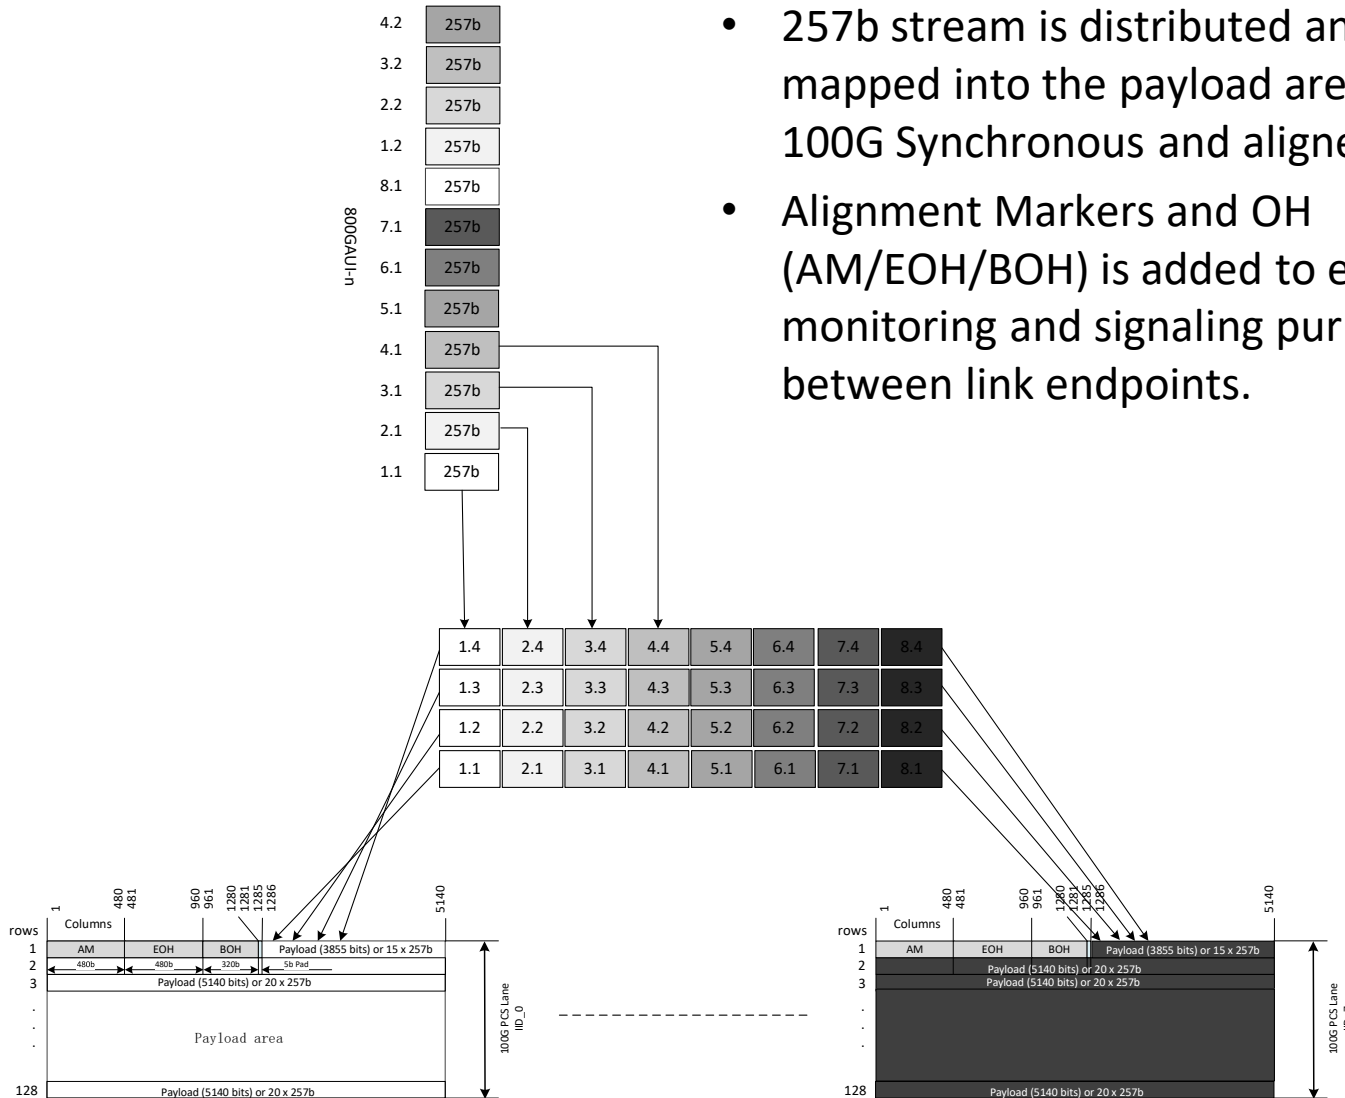 4.2 257b
3.2 257b
2.2 257b
1.2 257b
8.1 257b
7.1 257b
6.1 257b
5.1 257b
4.1 257b
3.1 257b
2.1 257b
1.1 257b
800GAUI-n
• 257b stream is distributed an
mapped into the payload are
100G Synchronous and aligne
• Alignment Markers and OH
(AM/EOH/BOH) is added to e
monitoring and signaling pur
between link endpoints.
1.4 2.4 3.4 4.4 5.4 6.4 7.4 8.4
1.3 2.3 3.3 4.3 5.3 6.3 7.3 8.3
1.2 2.2 3.2 4.2 5.2 6.2 7.2 8.2
1.1 2.1 3.1 4.1 5.1 6.1 7.1 8.1
1 480 481 960 961 1280 1281 1285 1286 5140
rows Columns
1 AM EOH BOH Payload (3855 bits) or 15 x 257b
2 480b 480b 320b 5b Pad
3 Payload (5140 bits) or 20 x 257b
.
.
.
Payload area
128 Payload (5140 bits) or 20 x 257b
100G PCS Lane
IID_0
1 480 481 960 961 1280 1281 1285 1286 5140
rows Columns
1 AM EOH BOH Payload (3855 bits) or 15 x 257b
2 Payload (5140 bits) or 20 x 257b
3 Payload (5140 bits) or 20 x 257b
.
.
.
128 Payload (5140 bits) or 20 x 257b
100G PCS Lane